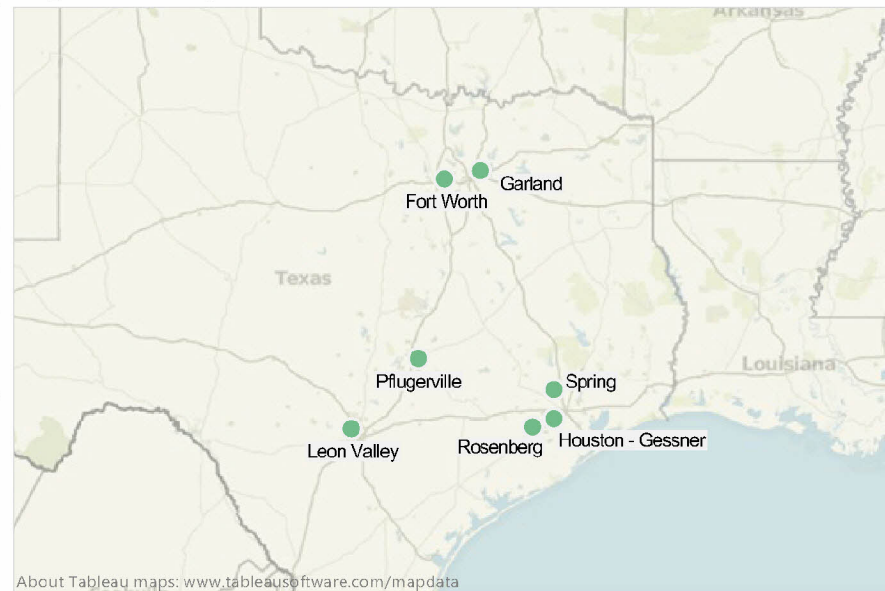 Arkansas
Garland
Fort Worth
Texas
Louisiana
Pflugerville
Spring
Leon Valley
Rosenberg
Houston - Gessner
About Tableau maps: www.tableausoftware.com/mapdata